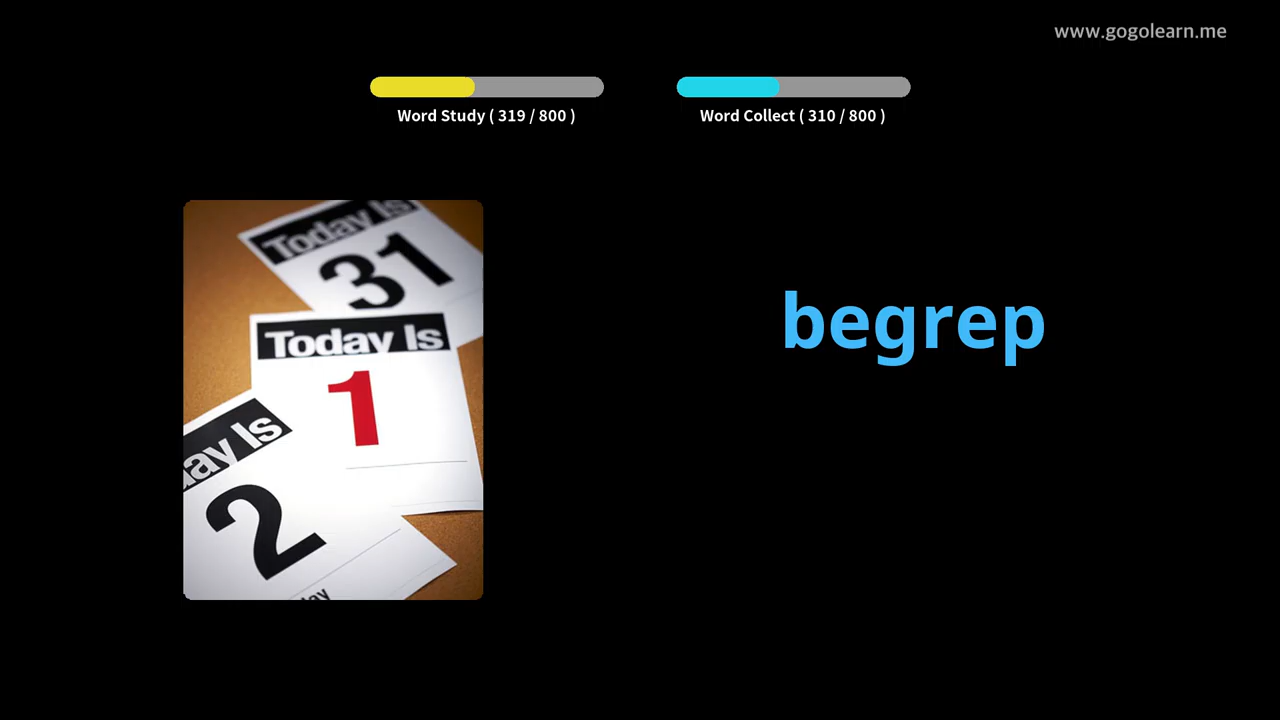 www.gogolearn.me
Word Study ( 319 / 800 )
Word Collect ( 310 / 800 )
Today Is
31
Today Is
1
ay Is
2
begrep